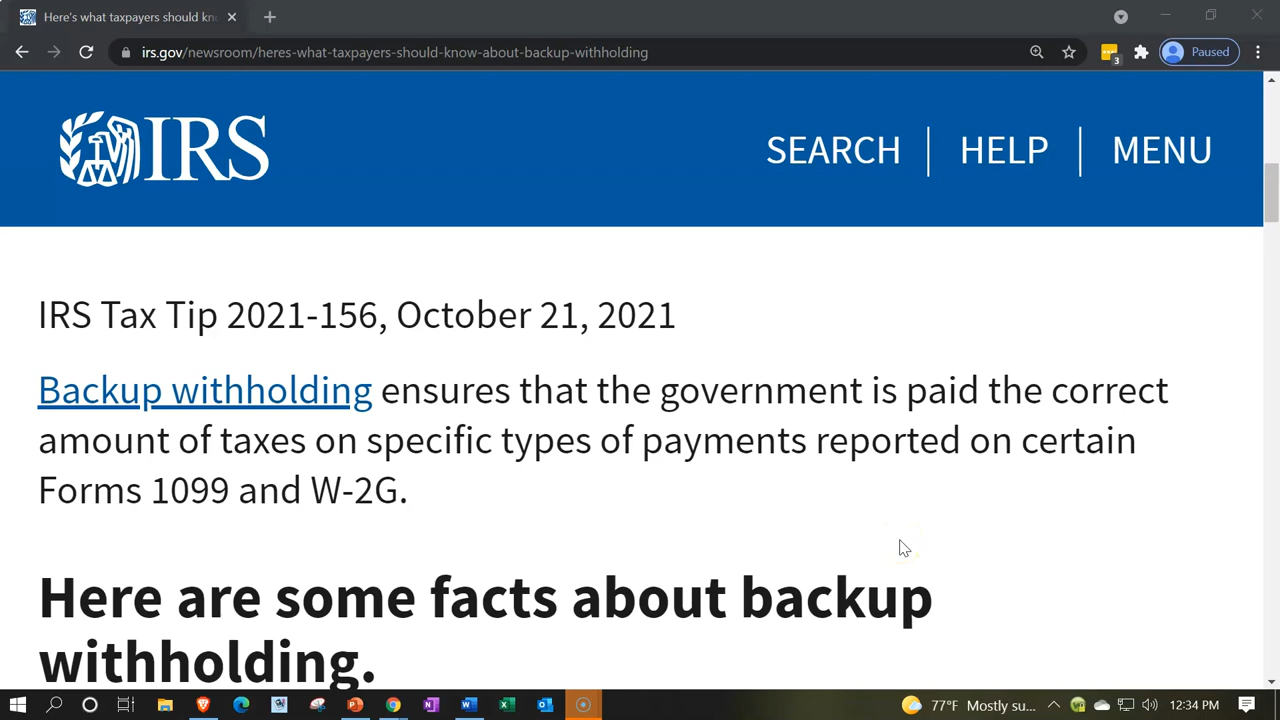 Here's what taxpayers should kn
irs.gov/newsroom/heres-what-taxpayers-should-know-about-backup-withholding
3
Paused
IRS
SEARCH
HELP
MENU
IRS Tax Tip 2021-156, October 21, 2021
Backup withholding ensures that the government is paid the correct
amount of taxes on specific types of payments reported on certain
Forms 1099 and W-2G.
Here are some facts about backup
withholding.
77°F Mostly su...
12:34 PM